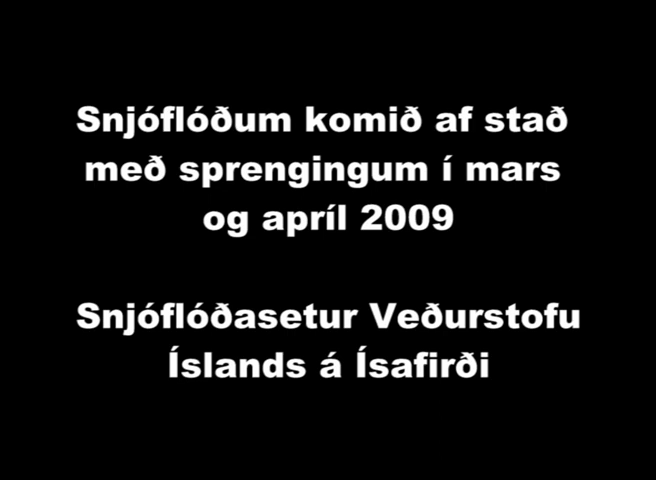 Snjóflóðum komið af stað
með sprengingum í mars
og apríl 2009
Snjóflóðasetur Veðurstofu
Íslands á Ísafirði